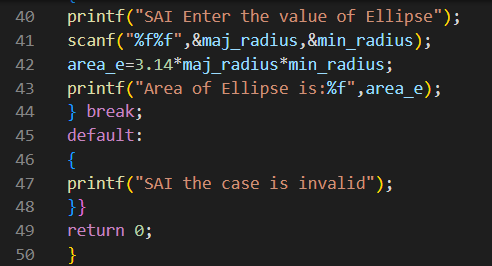 {
40 printf("SAI Enter the value of Ellipse");
41 scanf("%f%f",&maj_radius,&min_radius);
42 area_e=3.14*maj_radius*min_radius;
43 printf("Area of Ellipse is:%f",area_e);
44 } break;
45 default:
46 {
47 printf("SAI the case is invalid");
48 }}
49 return 0;
50 }